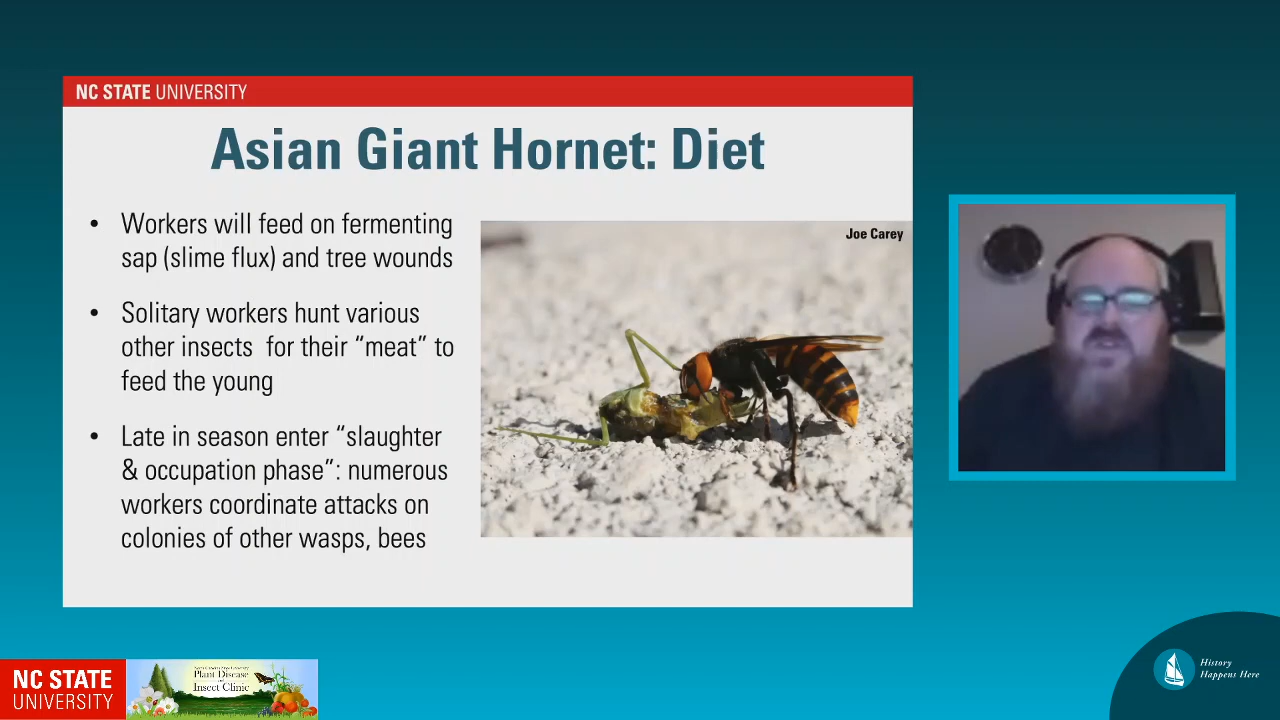 NC STATE UNIVERSITY
Asian Giant Hornet: Diet
• Workers will feed on fermenting
sap (slime flux) and tree wounds
• Solitary workers hunt various
other insects for their “meat” to
feed the young
• Late in season enter “slaughter
& occupation phase”: numerous
workers coordinate attacks on
colonies of other wasps, bees
Joe Carey
NC STATE
UNIVERSITY
Plant Disease
and
Insect Clinic
History
Happens Here